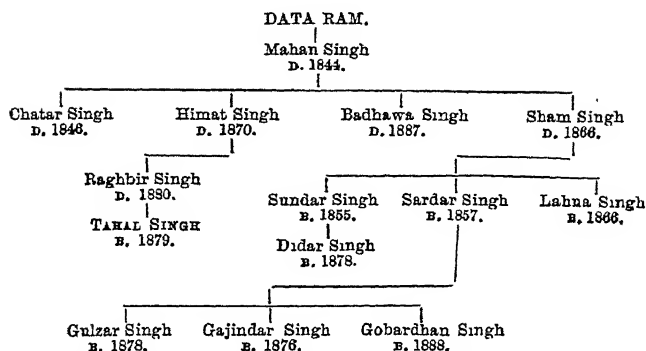 DATA RAM.
Mahan Singh
D. 1844.
Chatar Singh Himat Singh Badhawa Singh Sham Singh
D. 1846. D. 1870. D. 1887. D. 1866.
Raghbir Singh
D. 1880.
TAHAL SINGH
B. 1879.
Sundar Singh Sardar Singh Lahna Singh
B. 1855. B. 1857. B. 1866.
Didar Singh
B. 1878.
Gulzar Singh Gajindar Singh Gobardhan Singh
B. 1878. B. 1876. B. 1888.